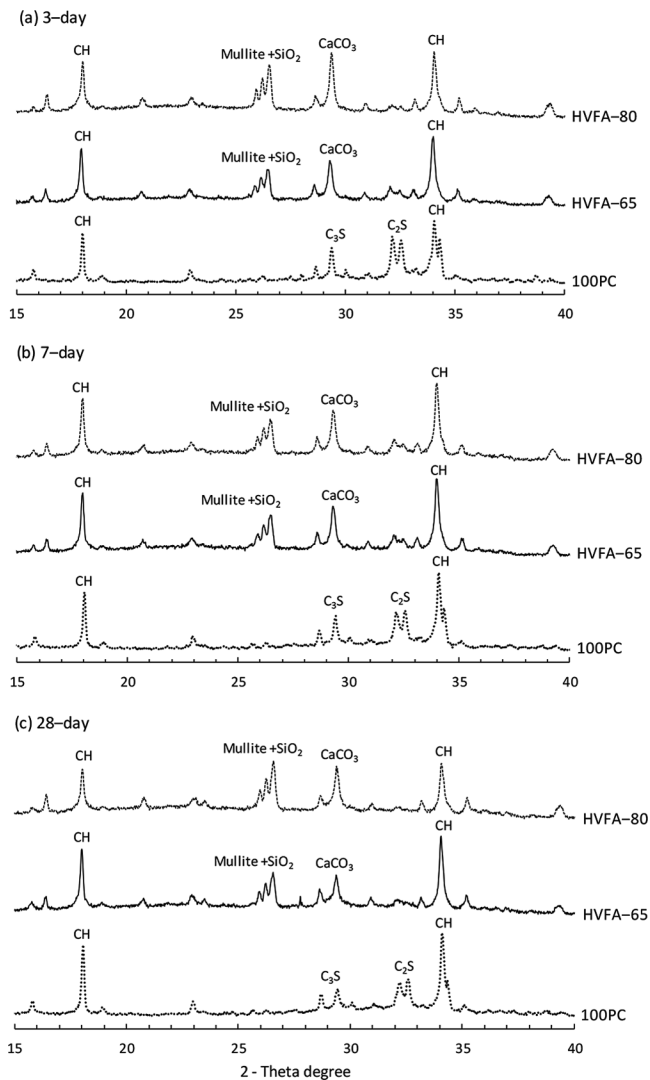 (a) 3–day
CH
Mullite +SiO₂
CaCO₃
CH
HVFA–80
CH
Mullite +SiO₂
CaCO₃
CH
HVFA–65
CH
C₃S
C₂S
CH
100PC
15 20 25 30 35 40
(b) 7–day
CH
Mullite +SiO₂
CaCO₃
CH
HVFA–80
CH
Mullite +SiO₂
CaCO₃
CH
HVFA–65
CH
C₃S
C₂S
CH
100PC
15 20 25 30 35 40
(c) 28–day
CH
Mullite +SiO₂
CaCO₃
CH
HVFA–80
CH
Mullite +SiO₂
CaCO₃
CH
HVFA–65
CH
C₃S
C₂S
CH
100PC
15 20 25 30 35 40
2 - Theta degree